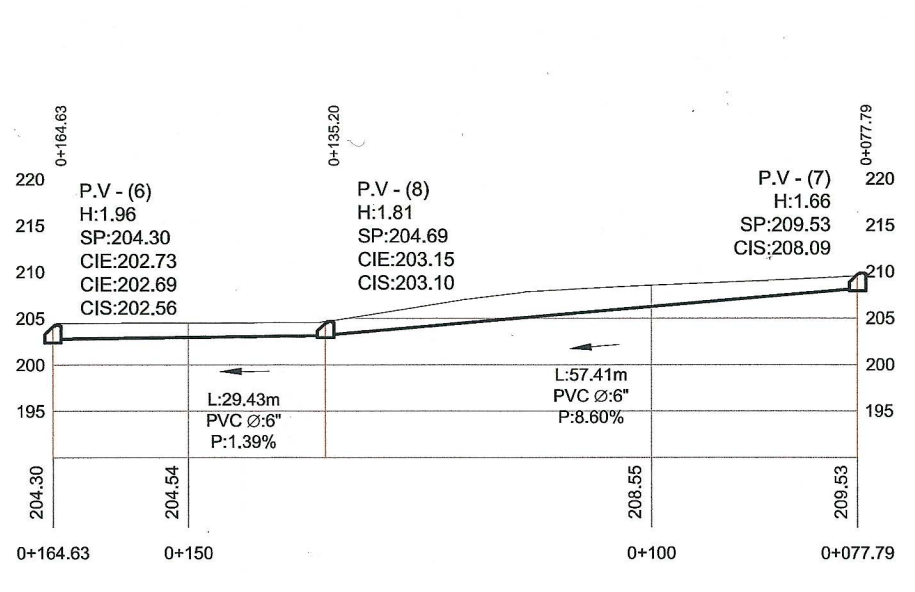 0+164.63
0+135.20
0+077.79
220
215
210
205
200
195
P.V - (6)
H:1.96
SP:204.30
CIE:202.73
CIE:202.69
CIS:202.56
P.V - (8)
H:1.81
SP:204.69
CIE:203.15
CIS:203.10
P.V - (7)
H:1.66
SP:209.53
CIS:208.09
220
215
210
205
200
195
L:29.43m
PVC Ø:6"
P:1.39%
L:57.41m
PVC Ø:6"
P:8.60%
204.30
204.54
208.55
209.53
0+164.63
0+150
0+100
0+077.79